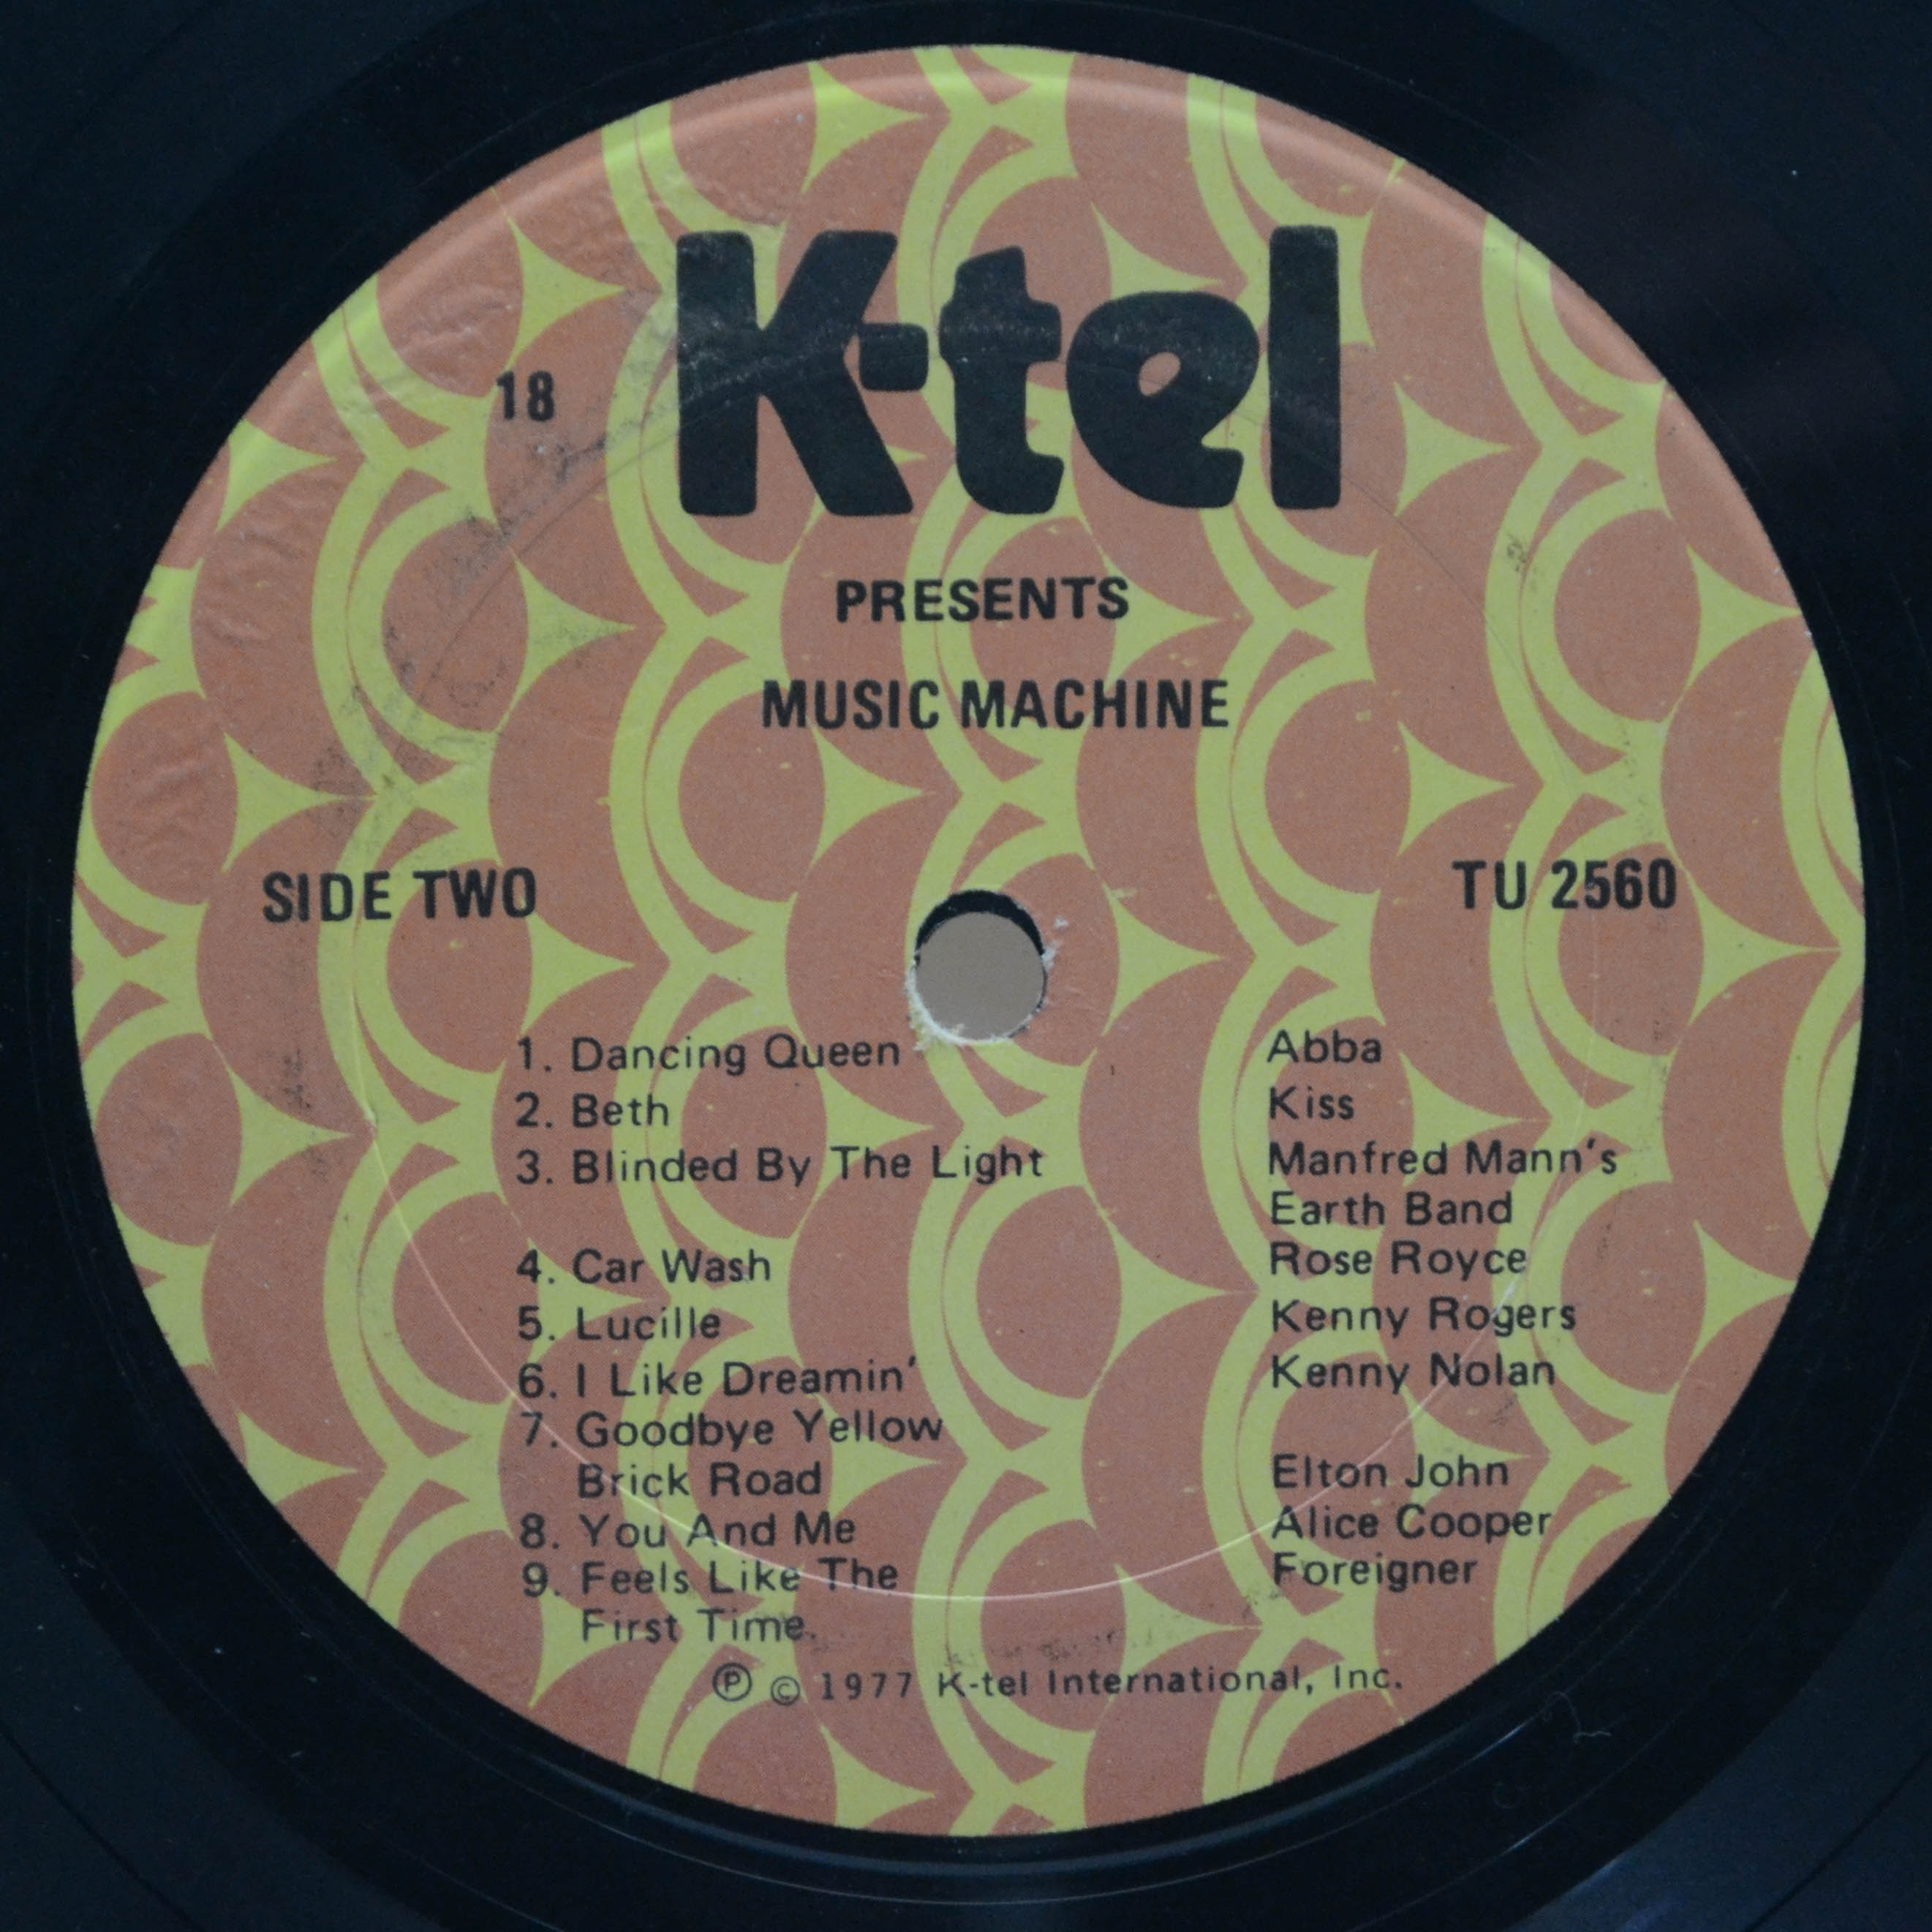 18
K-tel
PRESENTS
MUSIC MACHINE
SIDE TWO TU 2560
1. Dancing Queen Abba
2. Beth Kiss
3. Blinded By The Light Manfred Mann's
Earth Band
4. Car Wash Rose Royce
5. Lucille Kenny Rogers
6. I Like Dreamin' Kenny Nolan
7. Goodbye Yellow
Brick Road Elton John
8. You And Me Alice Cooper
9. Feels Like The Foreigner
First Time.
Ⓟ © 1977 K-tel International, Inc.